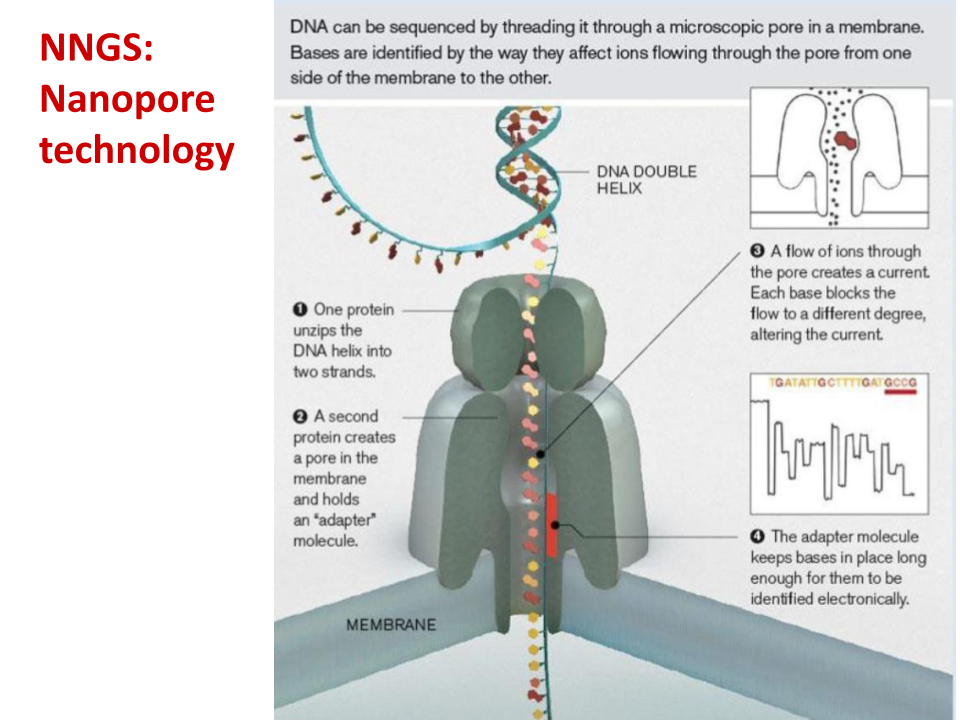 NNGS:
Nanopore
technology
DNA can be sequenced by threading it through a microscopic pore in a membrane.
Bases are identified by the way they affect ions flowing through the pore from one
side of the membrane to the other.
DNA DOUBLE
HELIX
❶ One protein
unzips the
DNA helix into
two strands.
❷ A second
protein creates
a pore in the
membrane
and holds
an “adapter”
molecule.
❸ A flow of ions through
the pore creates a current.
Each base blocks the
flow to a different degree,
altering the current.
TGATATTGCTTTTGATGCCG
❹ The adapter molecule
keeps bases in place long
enough for them to be
identified electronically.
MEMBRANE